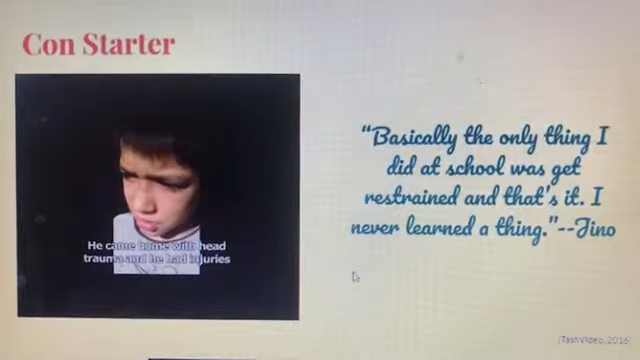 Con Starter
"Basically the only thing I
did at school was get
restrained and that's it. I
never learned a thing."--Jino
He came home with head
trauma and he had injuries
(TashVideo, 2016)